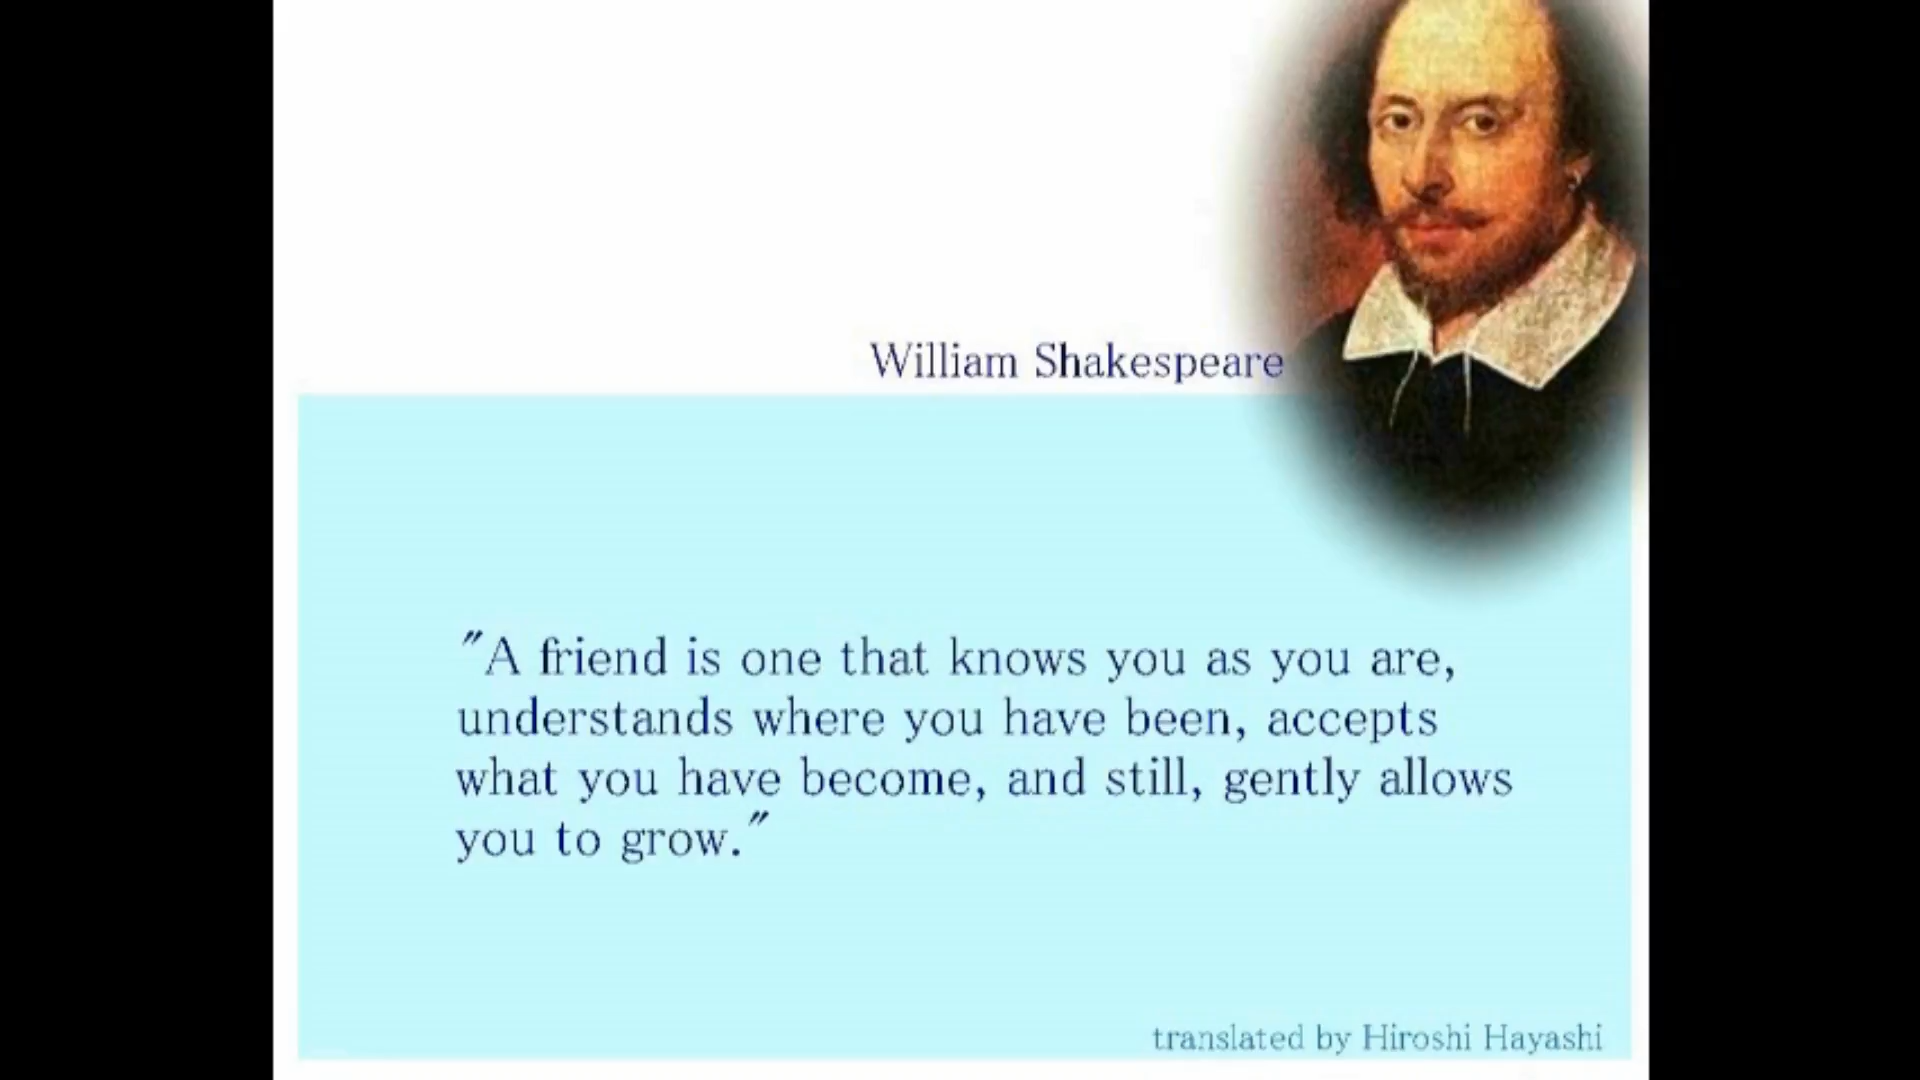 William Shakespeare
"A friend is one that knows you as you are,
understands where you have been, accepts
what you have become, and still, gently allows
you to grow."
translated by Hiroshi Hayashi